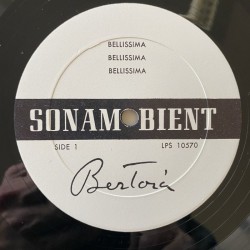 BELLISSIMA
BELLISSIMA
BELLISSIMA
SONAMBIENT
SIDE 1 LPS 10570
Bertoia